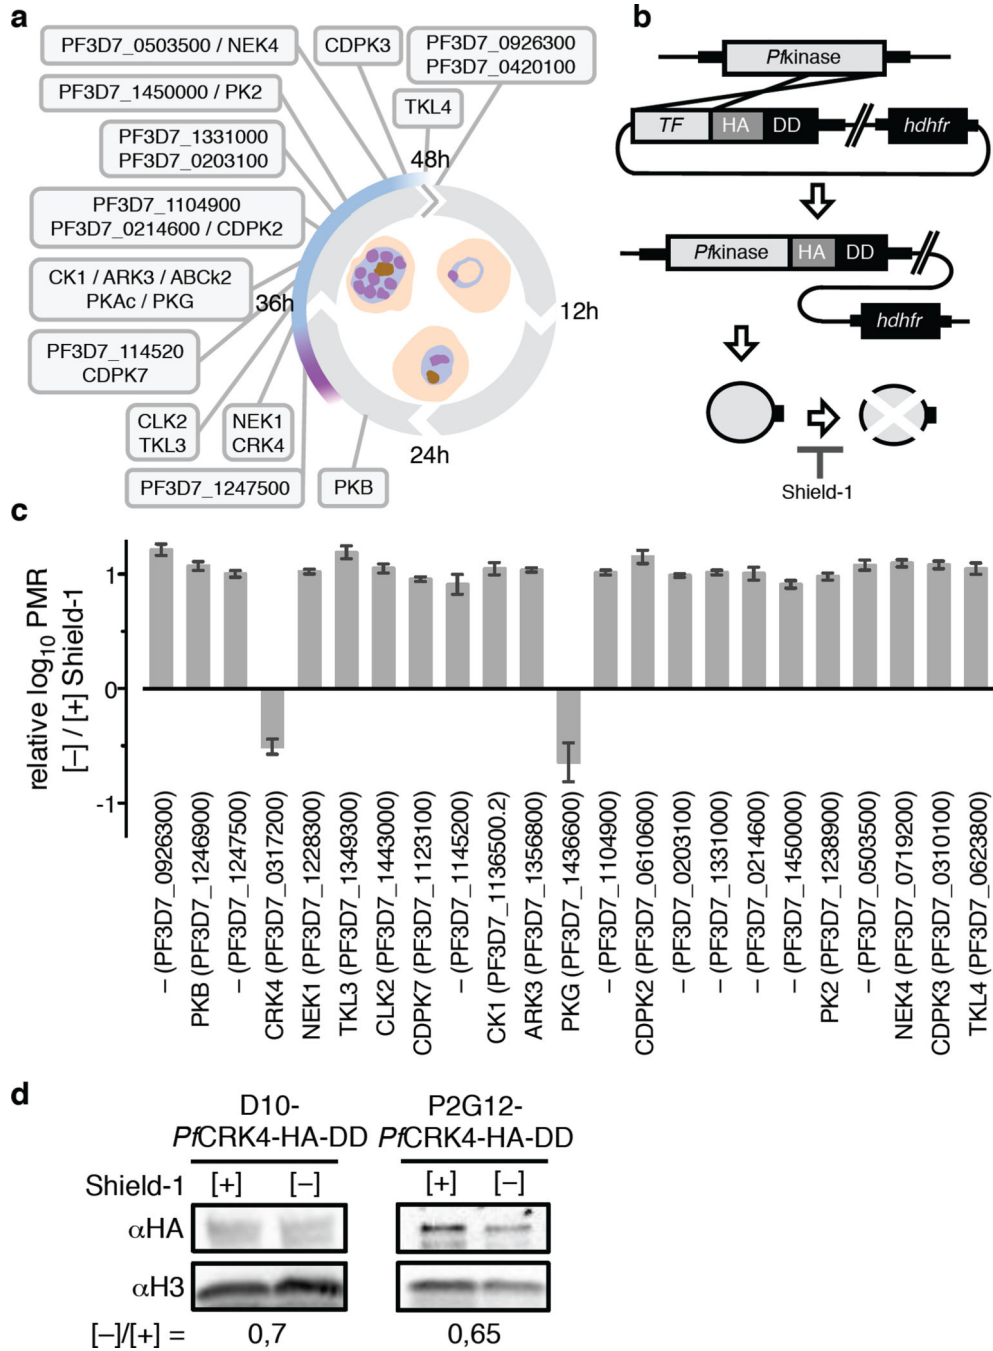 a
PF3D7_0503500 / NEK4
CDPK3
PF3D7_0926300
PF3D7_0420100
PF3D7_1450000 / PK2
TKL4
PF3D7_1331000
PF3D7_0203100
48h
PF3D7_1104900
PF3D7_0214600 / CDPK2
CK1 / ARK3 / ABCk2
PKAc / PKG
36h
12h
PF3D7_114520
CDPK7
CLK2
TKL3
NEK1
CRK4
24h
PF3D7_1247500
PKB
b
Pfkinase
TF
HA
DD
hdhfr
Pfkinase
HA
DD
hdhfr
Shield-1
c
relative log10 PMR
[–] / [+] Shield-1
1
0
-1
– (PF3D7_0926300)
PKB (PF3D7_1246900)
– (PF3D7_1247500)
CRK4 (PF3D7_0317200)
NEK1 (PF3D7_1228300)
TKL3 (PF3D7_1349300)
CLK2 (PF3D7_1443000)
CDPK7 (PF3D7_1123100)
– (PF3D7_1145200)
CK1 (PF3D7_1136500.2)
ARK3 (PF3D7_1356800)
PKG (PF3D7_1436600)
– (PF3D7_1104900)
CDPK2 (PF3D7_0610600)
– (PF3D7_0203100)
– (PF3D7_1331000)
– (PF3D7_0214600)
– (PF3D7_1450000)
PK2 (PF3D7_1238900)
– (PF3D7_0503500)
NEK4 (PF3D7_0719200)
CDPK3 (PF3D7_0310100)
TKL4 (PF3D7_0623800)
d
D10-
PfCRK4-HA-DD
P2G12-
PfCRK4-HA-DD
Shield-1 [+] [–] [+] [–]
αHA
αH3
[–]/[+] = 0,7 0,65